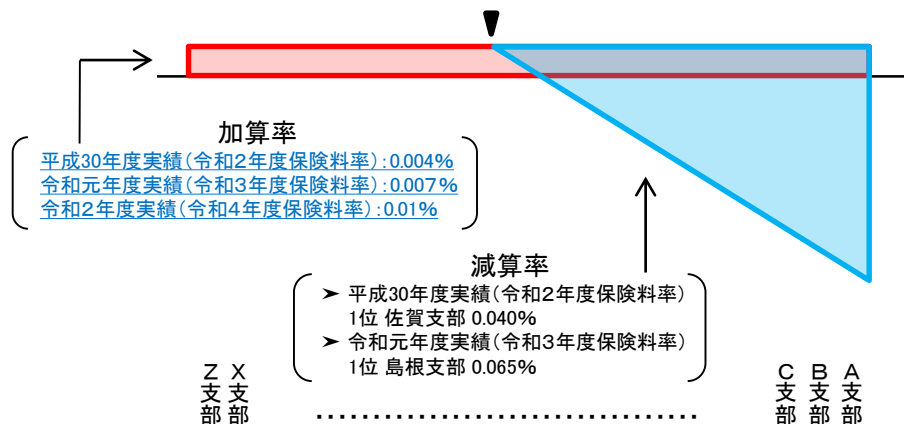 加算率
平成30年度実績(令和2年度保険料率):0.004%
令和元年度実績(令和3年度保険料率):0.007%
令和2年度実績(令和4年度保険料率):0.01%
減算率
➤ 平成30年度実績(令和2年度保険料率)
1位 佐賀支部 0.040%
➤ 令和元年度実績(令和3年度保険料率)
1位 島根支部 0.065%
Z支部
X支部
C支部
B支部
A支部